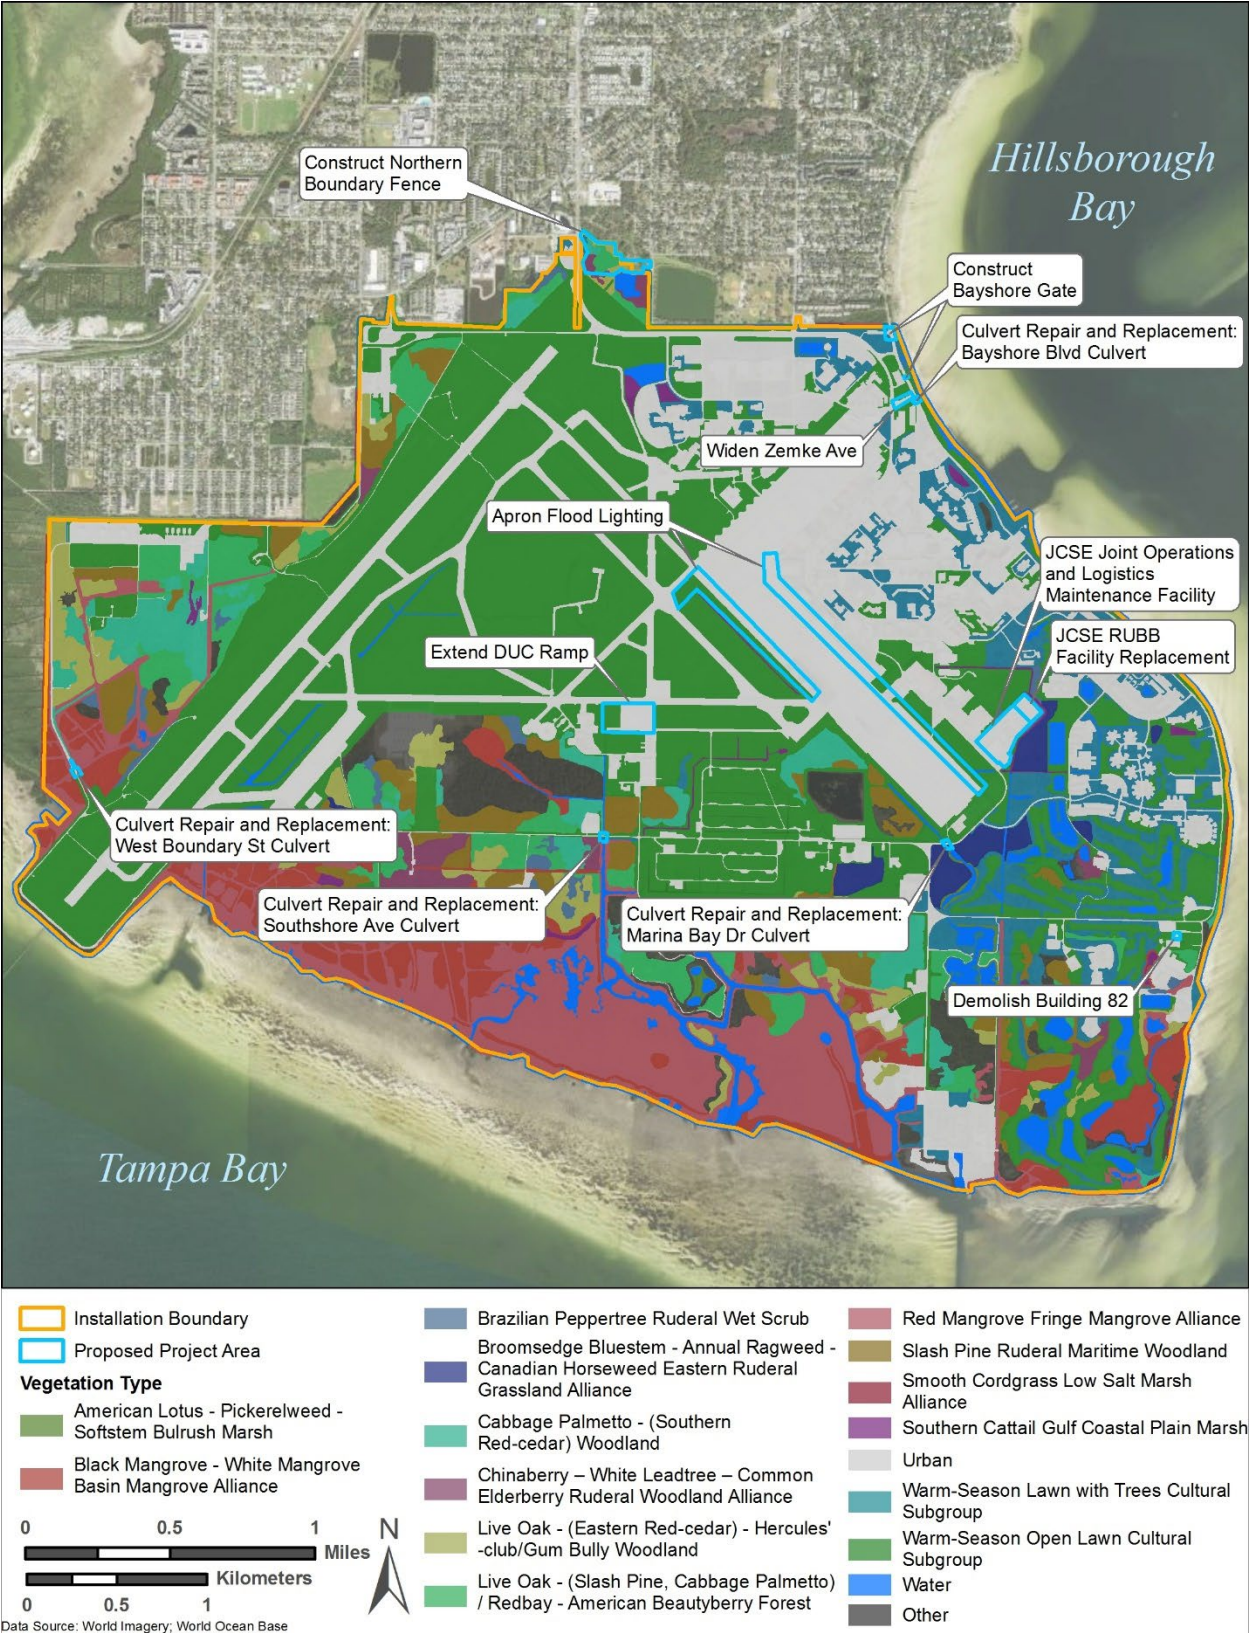 Hillsborough
Bay
Construct Northern
Boundary Fence
Construct
Bayshore Gate
Culvert Repair and Replacement:
Bayshore Blvd Culvert
Widen Zemke Ave
Apron Flood Lighting
JCSE Joint Operations
and Logistics
Maintenance Facility
JCSE RUBB
Facility Replacement
Extend DUC Ramp
Culvert Repair and Replacement:
West Boundary St Culvert
Culvert Repair and Replacement:
Southshore Ave Culvert
Culvert Repair and Replacement:
Marina Bay Dr Culvert
Demolish Building 82
Tampa Bay
Installation Boundary
Proposed Project Area
Vegetation Type
American Lotus - Pickerelweed -
Softstem Bulrush Marsh
Black Mangrove - White Mangrove
Basin Mangrove Alliance
0 0.5 1
Miles
Kilometers
0 0.5 1
N
Data Source: World Imagery; World Ocean Base
Brazilian Peppertree Ruderal Wet Scrub
Broomsedge Bluestem - Annual Ragweed -
Canadian Horseweed Eastern Ruderal
Grassland Alliance
Cabbage Palmetto - (Southern
Red-cedar) Woodland
Chinaberry – White Leadtree – Common
Elderberry Ruderal Woodland Alliance
Live Oak - (Eastern Red-cedar) - Hercules'
-club/Gum Bully Woodland
Live Oak - (Slash Pine, Cabbage Palmetto)
/ Redbay - American Beautyberry Forest
Red Mangrove Fringe Mangrove Alliance
Slash Pine Ruderal Maritime Woodland
Smooth Cordgrass Low Salt Marsh
Alliance
Southern Cattail Gulf Coastal Plain Marsh
Urban
Warm-Season Lawn with Trees Cultural
Subgroup
Warm-Season Open Lawn Cultural
Subgroup
Water
Other